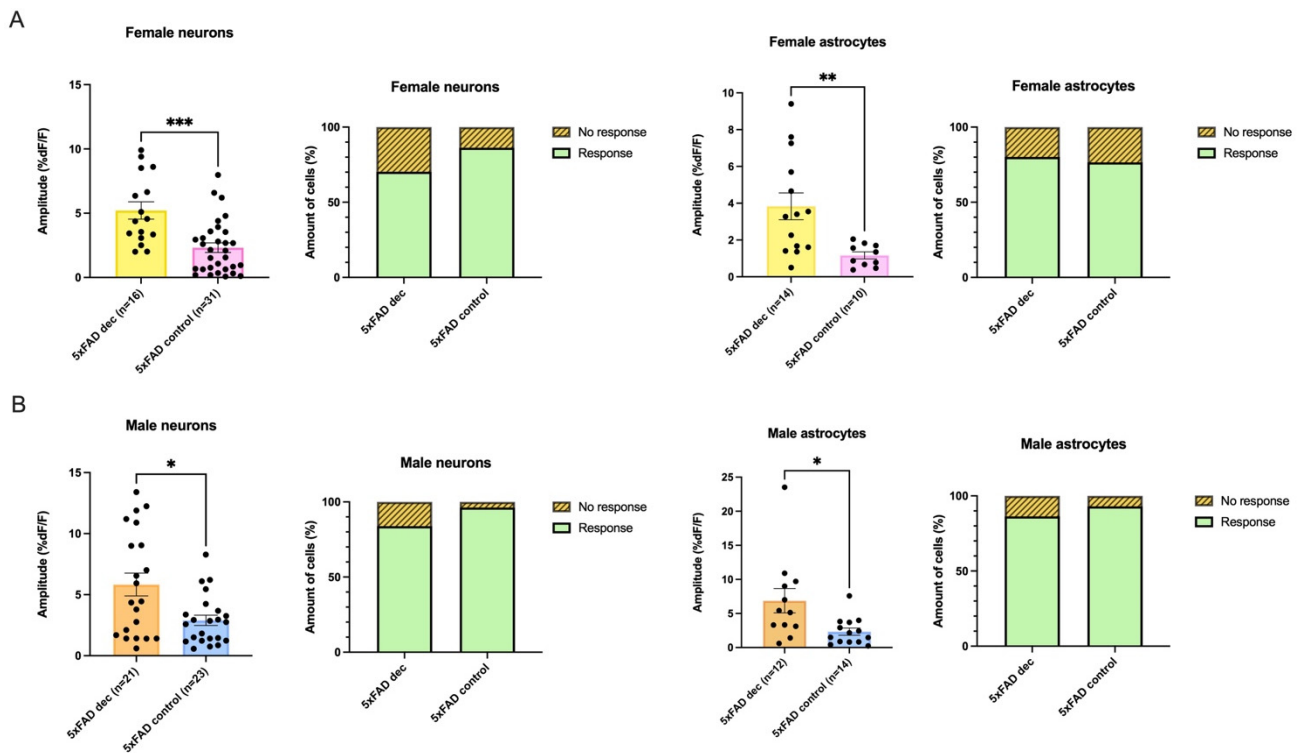 A
Female neurons
Amplitude (%dF/F)
15
10
5
0
***
5xFAD dec (n=16)
5xFAD control (n=31)
Female neurons
Amount of cells (%)
100
50
0
5xFAD dec
5xFAD control
No response
Response
Female astrocytes
Amplitude (%dF/F)
10
8
6
4
2
0
**
5xFAD dec (n=14)
5xFAD control (n=10)
Female astrocytes
Amount of cells (%)
100
50
0
5xFAD dec
5xFAD control
No response
Response
B
Male neurons
Amplitude (%dF/F)
15
10
5
0
*
5xFAD dec (n=21)
5xFAD control (n=23)
Male neurons
Amount of cells (%)
100
50
0
5xFAD dec
5xFAD control
No response
Response
Male astrocytes
Amplitude (%dF/F)
25
20
15
10
5
0
*
5xFAD dec (n=12)
5xFAD control (n=14)
Male astrocytes
Amount of cells (%)
100
50
0
5xFAD dec
5xFAD control
No response
Response